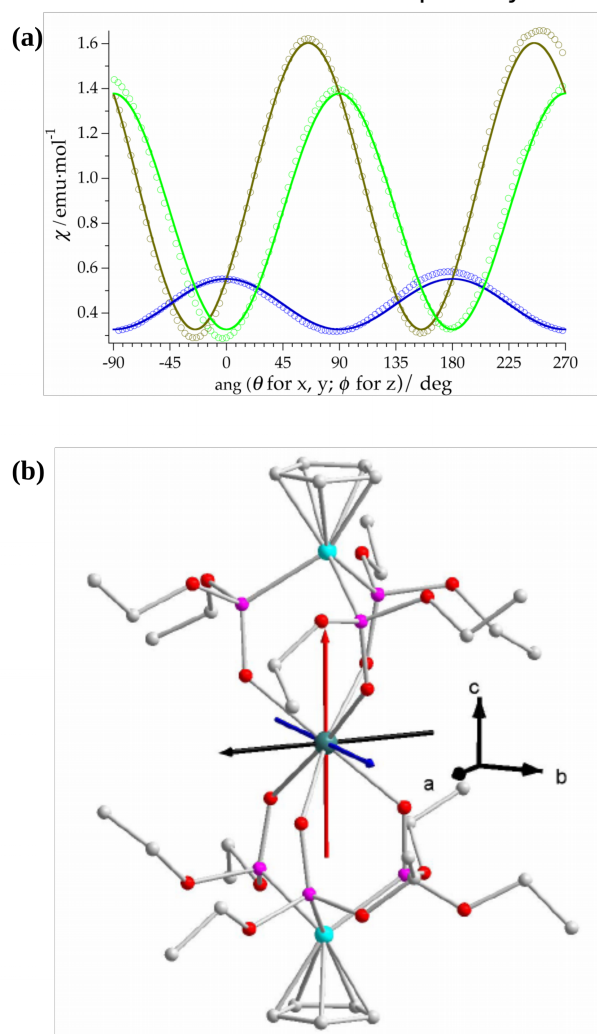 (a)
1.6
1.4
1.2
1.0
0.8
0.6
0.4
χ/emu·mol⁻¹
-90 -45 0 45 90 135 180 225 270
ang (θ for x, y; ϕ for z)/ deg
(b)
c
a
b